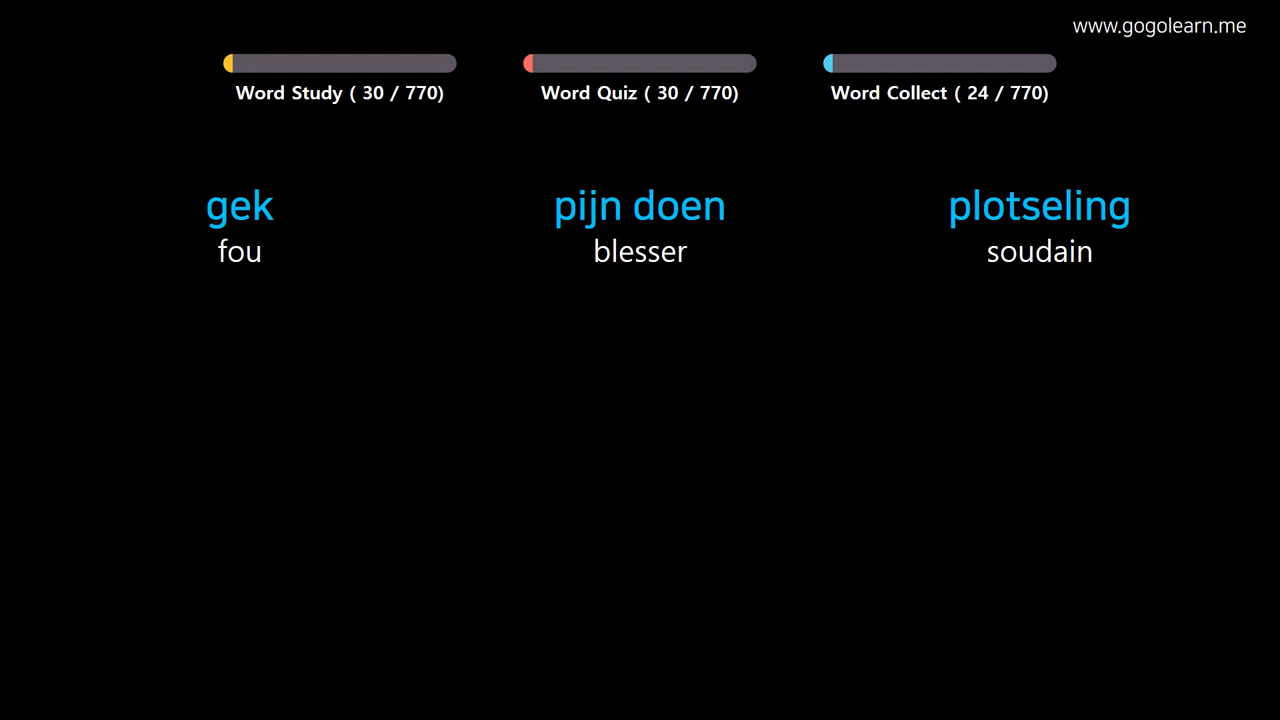 www.gogolearn.me
Word Study ( 30 / 770)
Word Quiz ( 30 / 770)
Word Collect ( 24 / 770)
gek
fou
pijn doen
blesser
plotseling
soudain